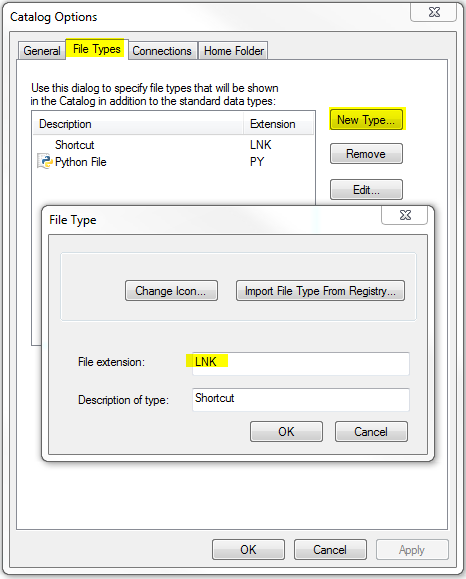 Catalog Options
General File Types Connections Home Folder
Use this dialog to specify file types that will be shown
in the Catalog in addition to the standard data types:
Description Extension
New Type...
Shortcut LNK
Python File PY
Remove
Edit...
File Type
Change Icon... Import File Type From Registry...
File extension: LNK
Description of type: Shortcut
OK Cancel
OK Cancel Apply